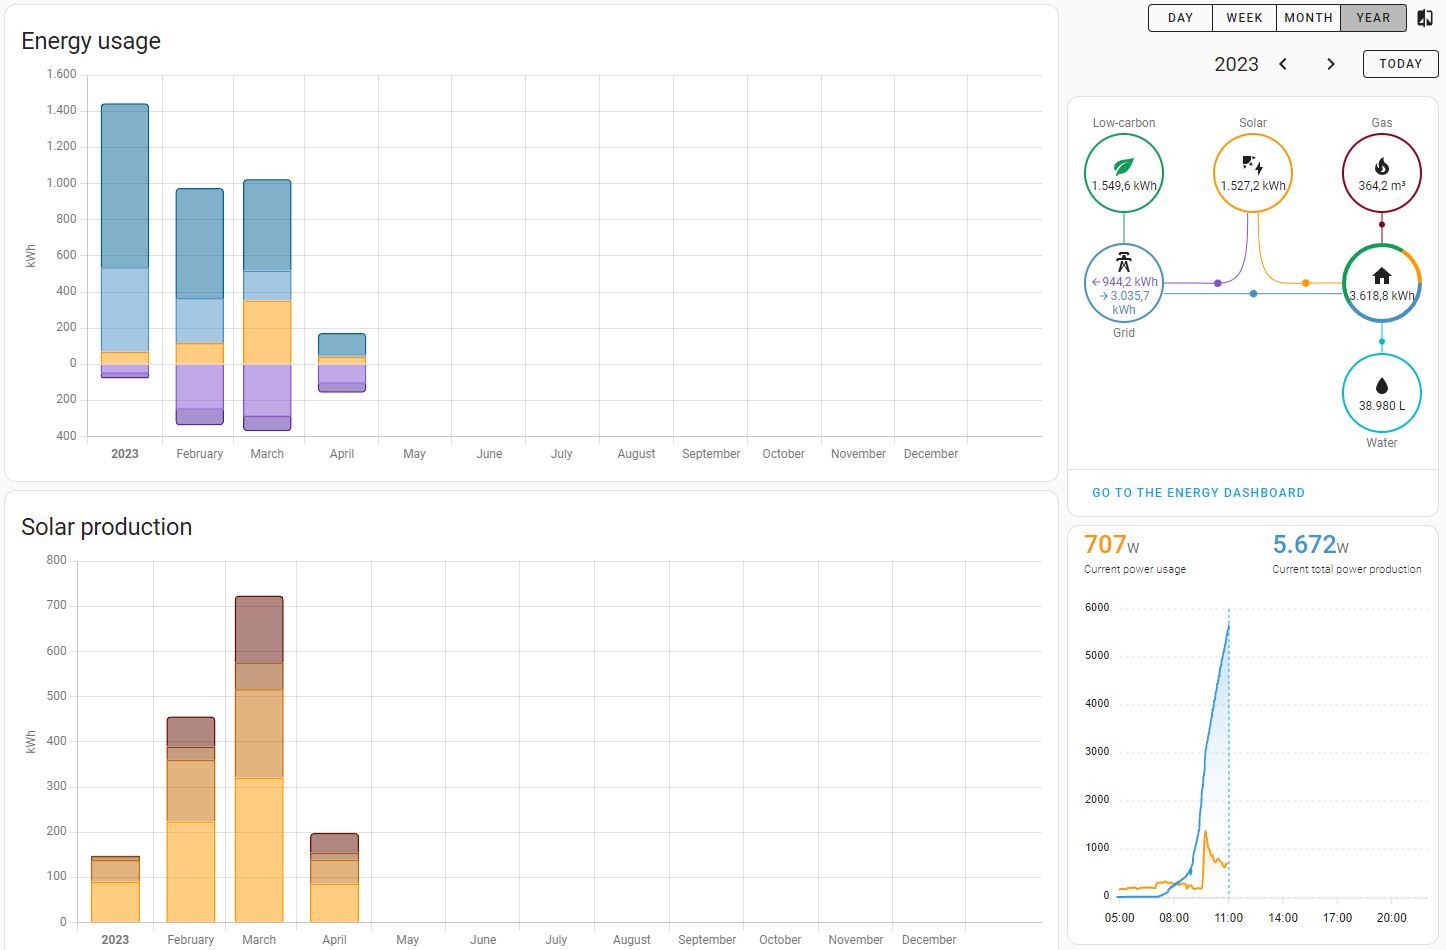 Energy usage
1.600
1.400
1.200
1.000
800
600
400
200
0
200
400
kWh
2023 February March April May June July August September October November December
Solar production
800
700
600
500
400
300
200
100
0
kWh
2023 February March April May June July August September October November December
DAY WEEK MONTH YEAR
2023 TODAY
Low-carbon Solar Gas
1.549,6 kWh 1.527,2 kWh 364,2 m³
←944,2 kWh
→3.035,7
kWh
3.618,8 kWh
Grid
38.980 L
Water
GO TO THE ENERGY DASHBOARD
707W 5.672W
Current power usage Current total power production
6000
5000
4000
3000
2000
1000
0
05:00 08:00 11:00 14:00 17:00 20:00